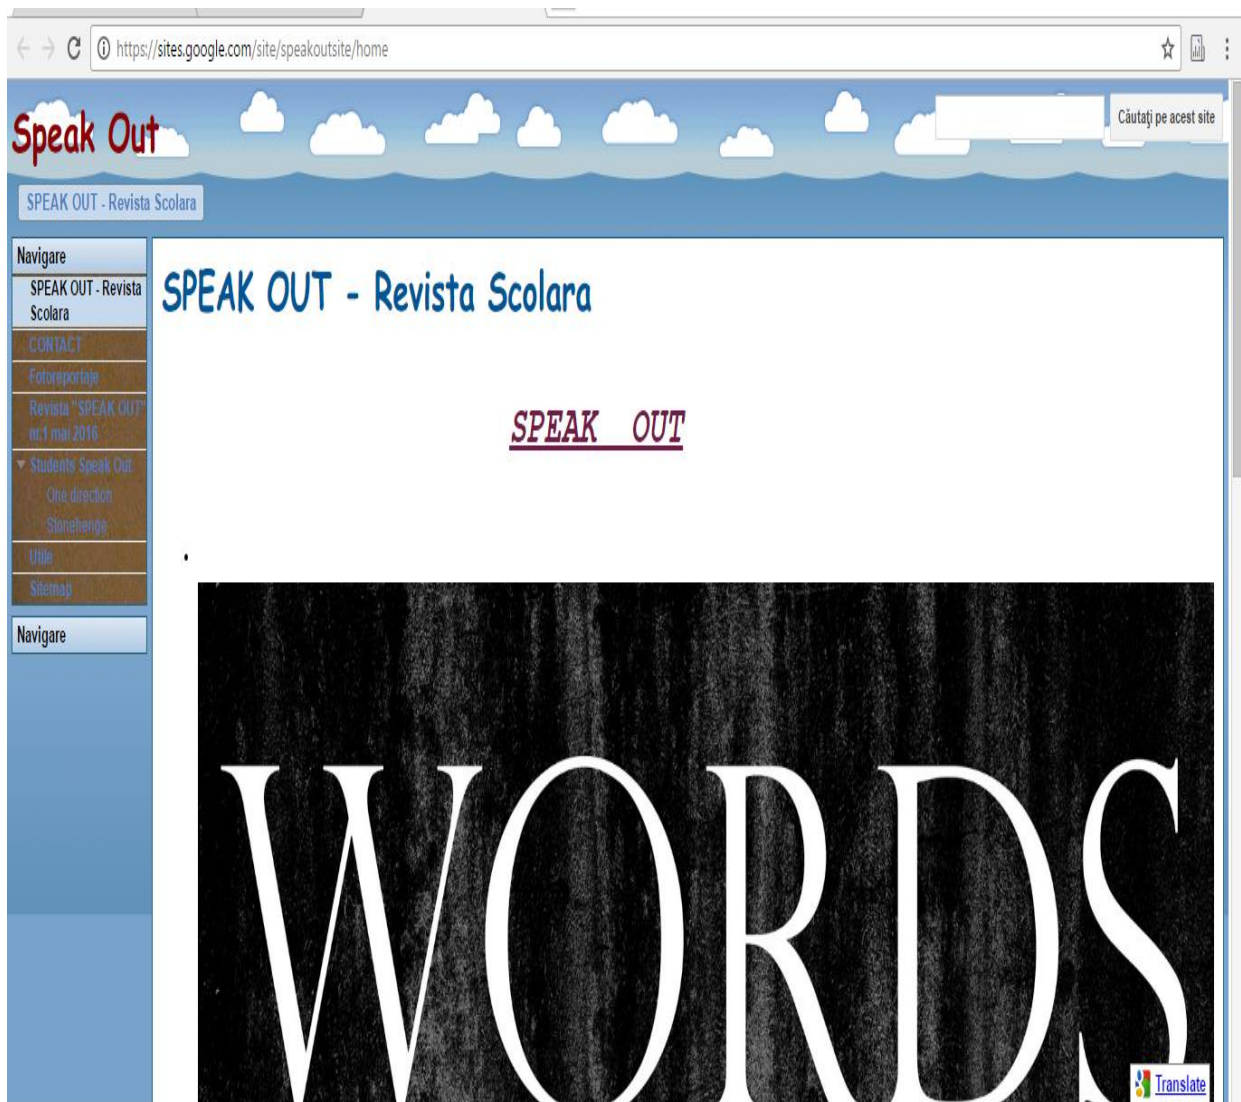 https://sites.google.com/site/speakoutsite/home
Speak Out
Căutaţi pe acest site
SPEAK OUT - Revista Scolara
Navigare
SPEAK OUT - Revista
Scolara
CONTACT
Fotoreportaje
Revista "SPEAK OUT"
nr.1 mai 2016
Students Speak Out
One direction
Stonehenge
Utile
Sitemap
Navigare
SPEAK OUT - Revista Scolara
SPEAK OUT
WORDS
Translate